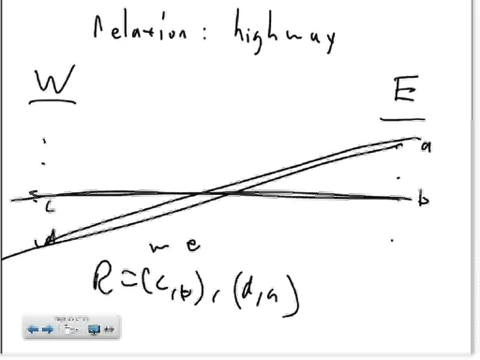 relation: highway
W E
a
c b
d
w e
R=(c,b), (d,a)